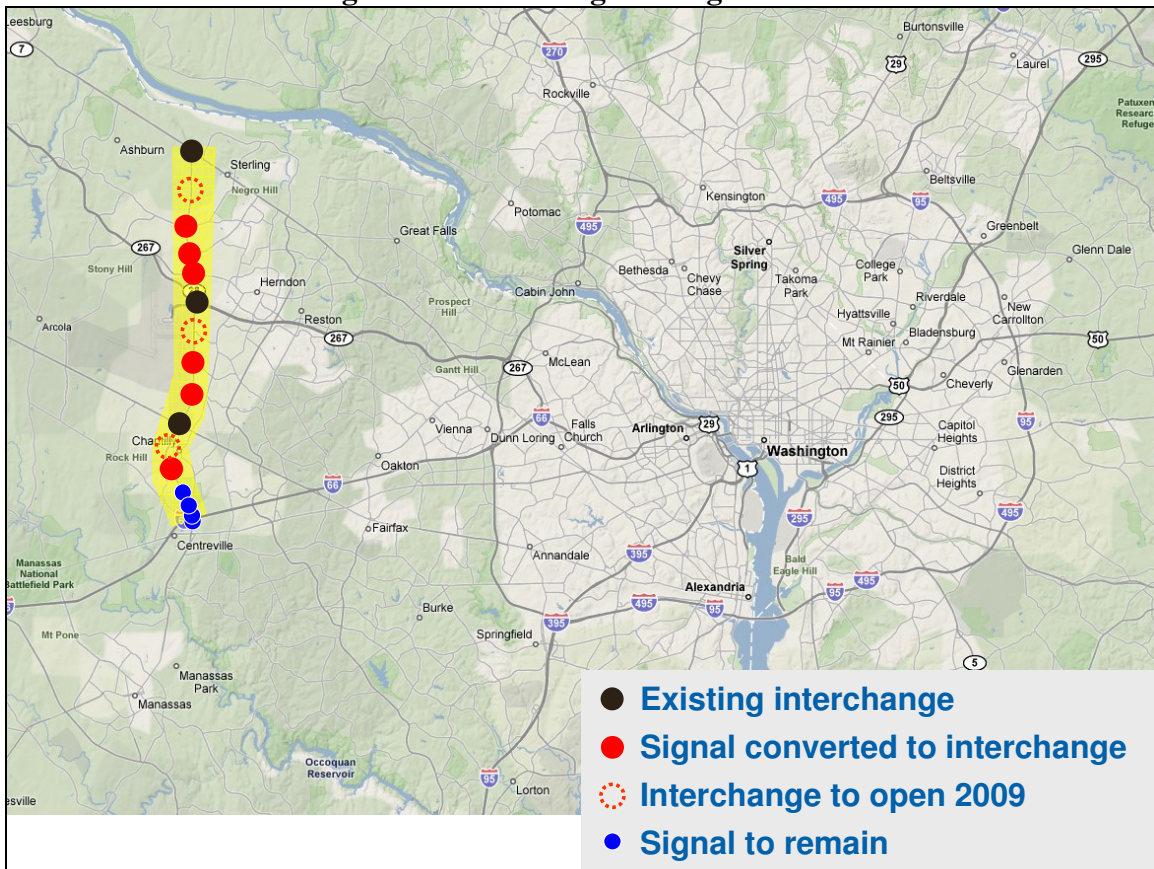 Leesburg
7
270
Rockville
29
Burtonsville
Laurel
295
Patuxen
Research
Refuge
Ashburn
Sterling
Negro Hill
Potomac
Kensington
495
95
Beltsville
Great Falls
495
Greenbelt
Glenn Dale
267
Stony Hill
Herndon
Bethesda
Chevy
Chase
Silver
Spring
Takoma
Park
College
Park
Cabin John
Prospect
Hill
Arcola
Reston
267
Riverdale
New
Carrollton
Hyattsville
Bladensburg
Mt Rainier
50
Gantt Hill
267
McLean
Glenarden
50
Cheverly
66
29
295
95
Vienna
Dunn Loring
Falls
Church
Arlington
Washington
Capitol
Heights
Rock Hill
Oakton
1
District
Heights
66
Fairfax
295
495
Centreville
Annandale
395
Bald
Eagle Hill
Manassas
National
Battlefield Park
Alexandria
495
95
495
95
Burke
395
Springfield
Mt Pone
Manassas
Park
Manassas
5
Occoquan
Reservoir
95
Lorton
esville
Existing interchange
Signal converted to interchange
Interchange to open 2009
Signal to remain